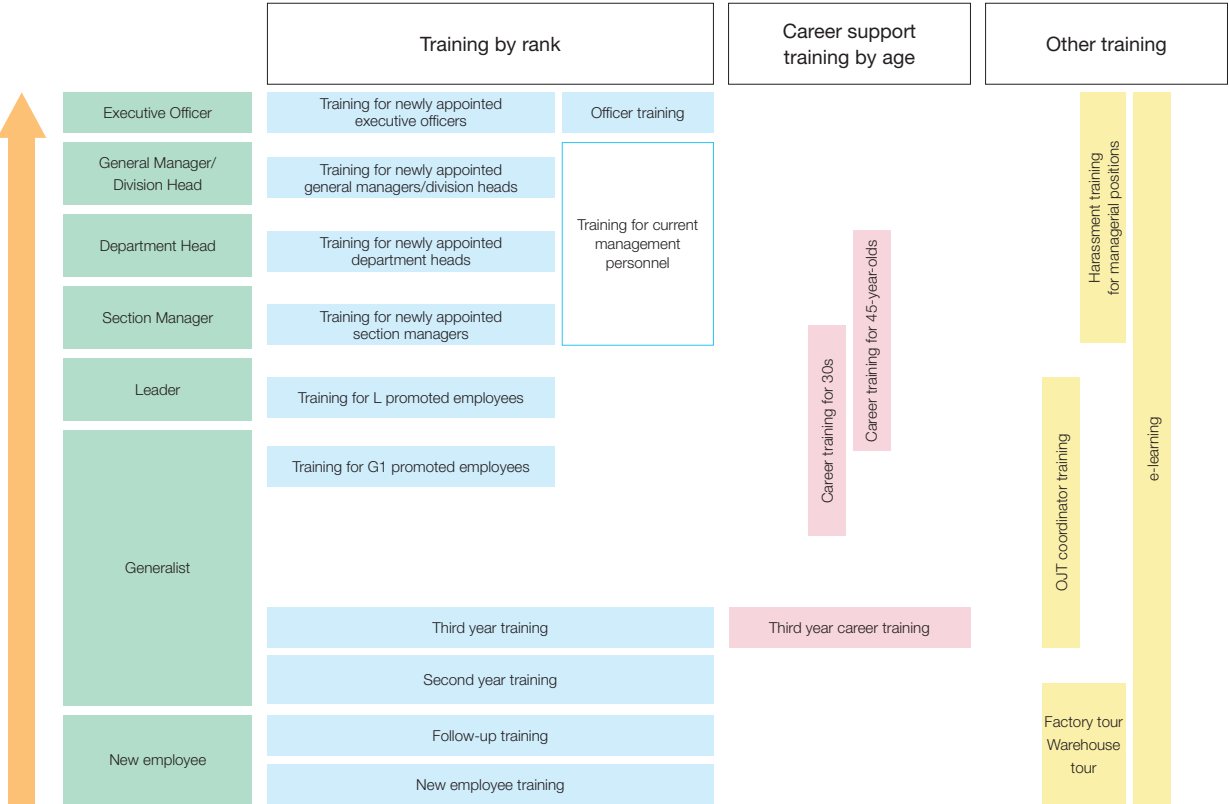 Training by rank
Career support
training by age
Other training
Executive Officer
Training for newly appointed
executive officers
Officer training
General Manager/
Division Head
Training for newly appointed
general managers/division heads
Training for current
management
personnel
Harassment training
for managerial positions
Department Head
Training for newly appointed
department heads
Career training for 45-year-olds
Section Manager
Training for newly appointed
section managers
Career training for 30s
Leader
Training for L promoted employees
OJT coordinator training
e-learning
Training for G1 promoted employees
Generalist
Third year training
Third year career training
Second year training
New employee
Follow-up training
Factory tour
Warehouse
tour
New employee training